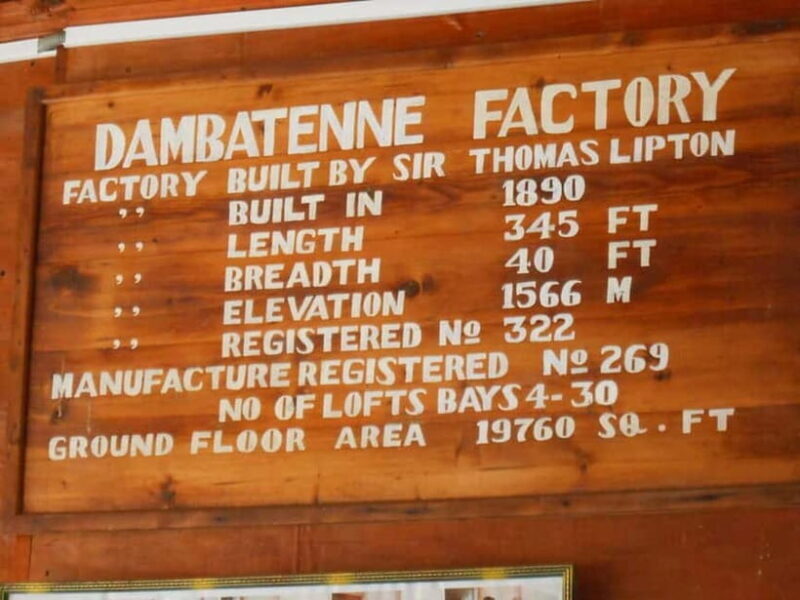 DAMBATENNE FACTORY
FACTORY BUILT BY SIR THOMAS LIPTON
,, BUILT IN 1890
,, LENGTH 345 FT
,, BREADTH 40 FT
,, ELEVATION 1566 M
,, REGISTERED Nº 322
MANUFACTURE REGISTERED Nº 269
NO OF LOFTS BAYS 4-30
GROUND FLOOR AREA 19760 SQ. FT